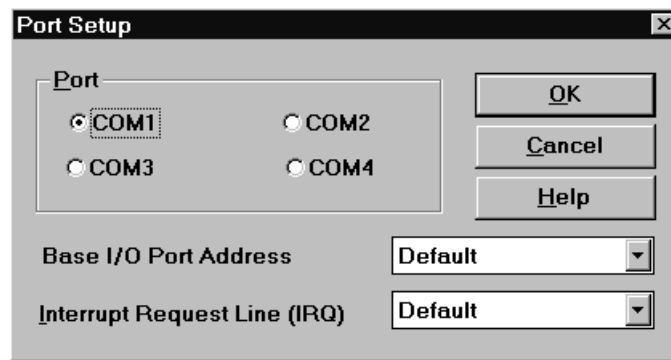 Port Setup
Port
COM1 COM2
COM3 COM4
OK
Cancel
Help
Base I/O Port Address Default
Interrupt Request Line (IRQ) Default